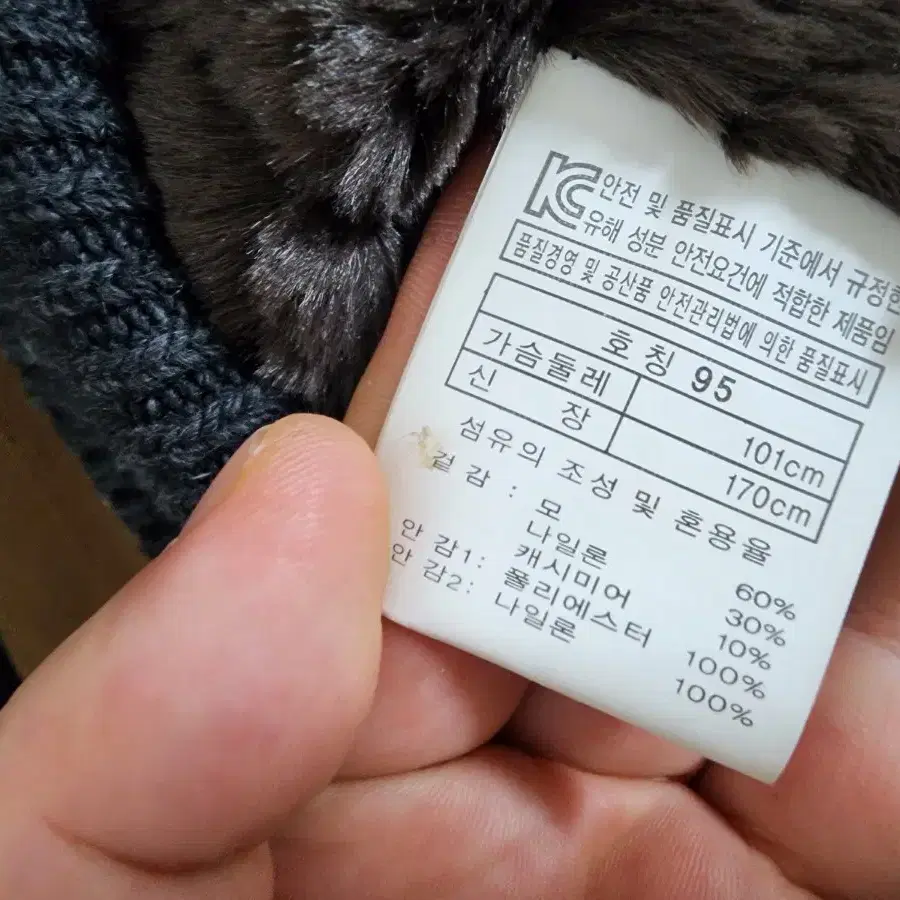 KC 안전 및 품질표시 기준에서 규정한
유해 성분 안전요건에 적합한 제품임
품질경영 및 공산품 안전관리법에 의한 품질표시
호 칭 95
가슴둘레 101cm
신 장 170cm
섬유의 조성 및 혼용율
겉 감 : 모 60%
나일론 30%
캐시미어 10%
안 감1 : 폴리에스터 100%
안 감2 : 나일론 100%